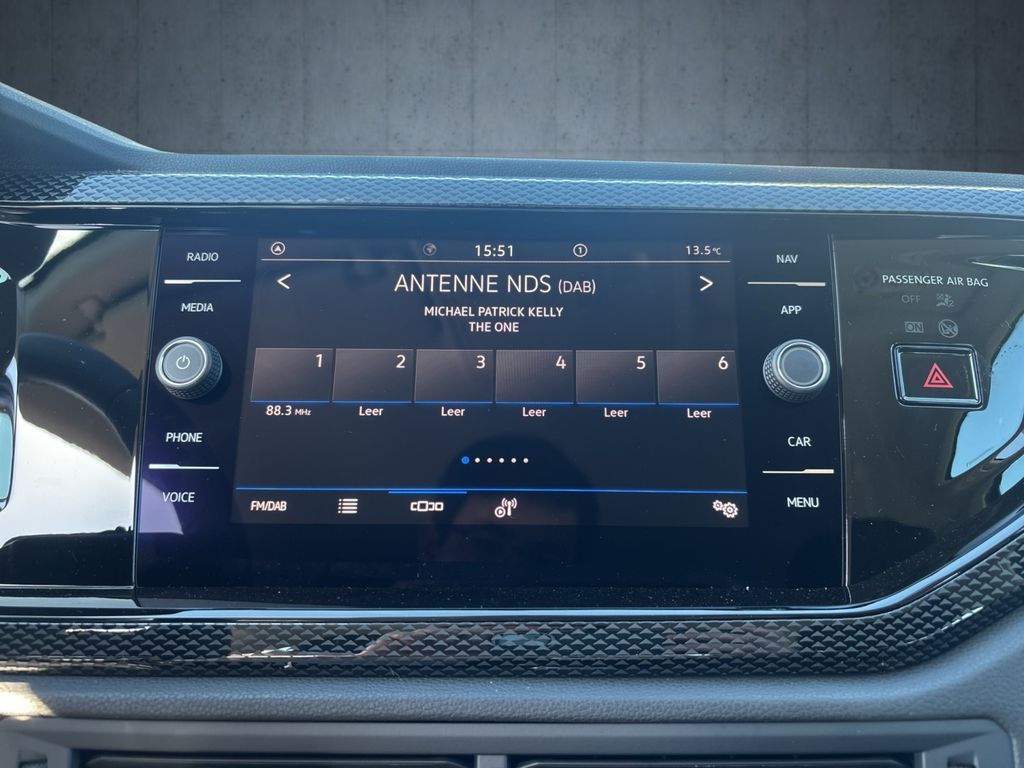 RADIO
MEDIA
PHONE
VOICE
15:51
1
13.5°C
< ANTENNE NDS (DAB) >
MICHAEL PATRICK KELLY
THE ONE
1 2 3 4 5 6
88.3 MHz Leer Leer Leer Leer Leer
FM/DAB
NAV
APP
CAR
MENU
PASSENGER AIR BAG
OFF
ON